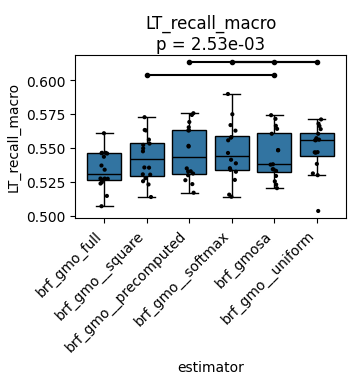 LT_recall_macro
p = 2.53e-03
LT_recall_macro
0.600
0.575
0.550
0.525
0.500
brf_gmo_full
brf_gmo__square
brf_gmo__precomputed
brf_gmo__softmax
brf_gmosa
brf_gmo__uniform
estimator